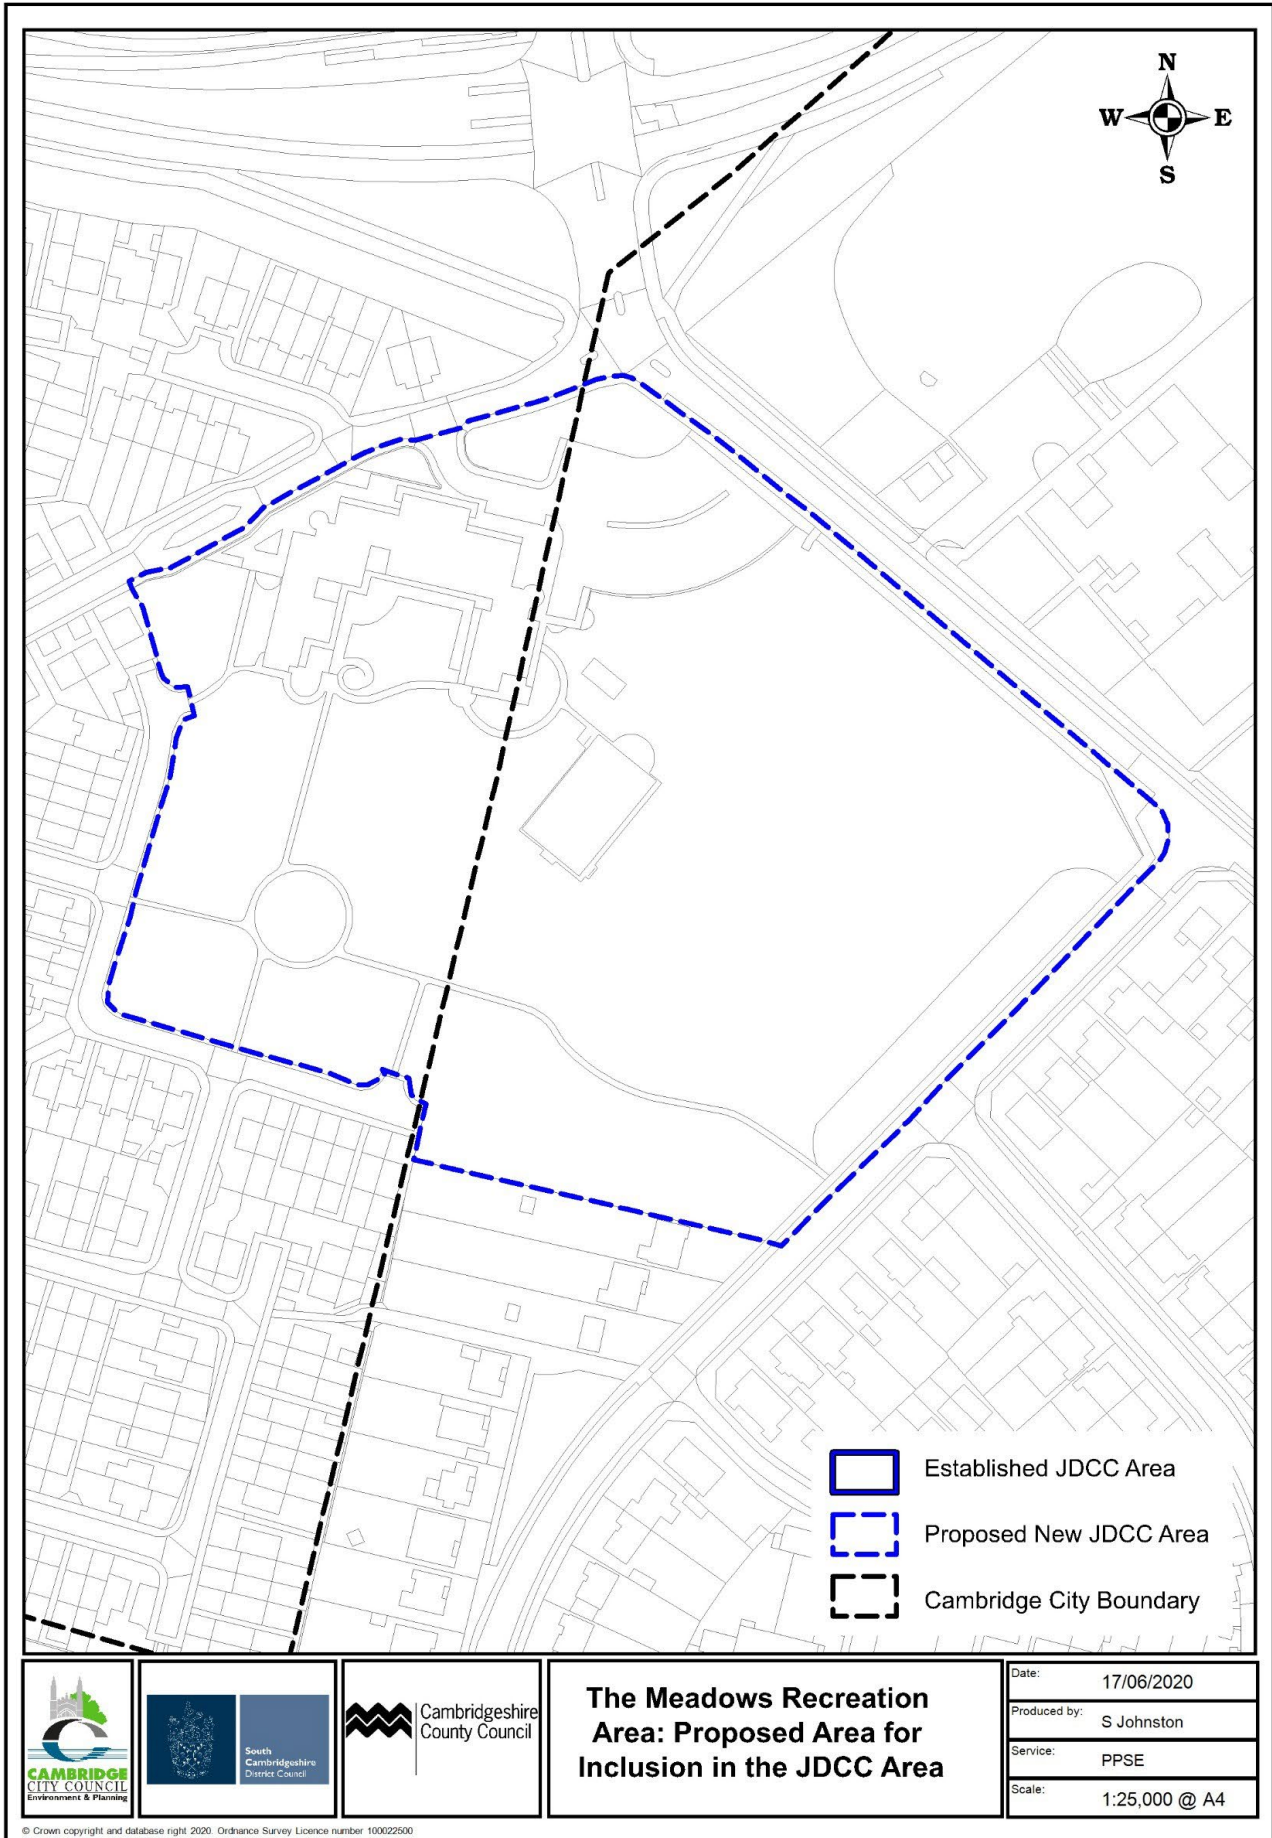 N
W E
S
Established JDCC Area
Proposed New JDCC Area
Cambridge City Boundary
CAMBRIDGE
CITY COUNCIL
Environment & Planning
South
Cambridgeshire
District Council
Cambridgeshire
County Council
The Meadows Recreation
Area: Proposed Area for
Inclusion in the JDCC Area
Date: 17/06/2020
Produced by: S Johnston
Service: PPSE
Scale: 1:25,000 @ A4
© Crown copyright and database right 2020. Ordnance Survey Licence number 100022500